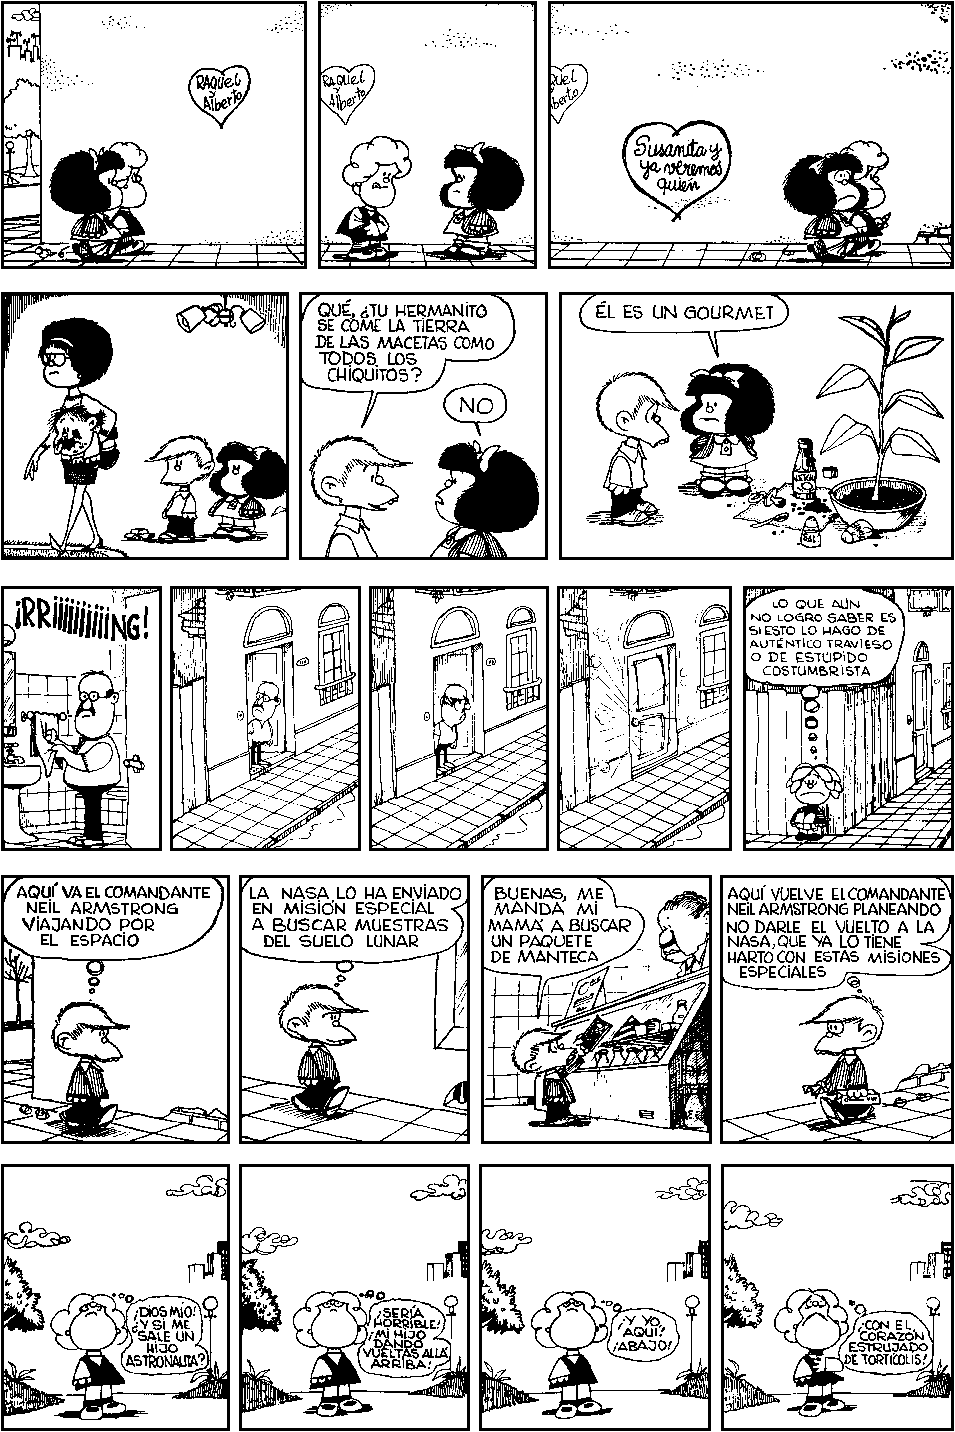 RAQUEL
y
Alberto
RAQUEL
y
Alberto
RAQUEL
y
Alberto
Susanita y
ya veremos
quién
QUÉ, ¿TU HERMANITO
SE COME LA TIERRA
DE LAS MACETAS COMO
TODOS LOS
CHIQUITOS?
NO
ÉL ES UN GOURMET
SAL
¡RRIIIIIIIIIING!
LO QUE AÚN
NO LOGRO SABER ES
SI ESTO LO HAGO DE
AUTÉNTICO TRAVIESO
O DE ESTÚPIDO
COSTUMBRISTA
AQUÍ VA EL COMANDANTE
NEIL ARMSTRONG
VIAJANDO POR
EL ESPACIO
LA NASA LO HA ENVIADO
EN MISIÓN ESPECIAL
A BUSCAR MUESTRAS
DEL SUELO LUNAR
BUENAS, ME
MANDA MI
MAMÁ A BUSCAR
UN PAQUETE
DE MANTECA
AQUÍ VUELVE EL COMANDANTE
NEIL ARMSTRONG PLANEANDO
NO DARLE EL VUELTO A LA
NASA, QUE YA LO TIENE
HARTO CON ESTAS MISIONES
ESPECIALES
¡DIOS MÍO!
¿Y SI ME
SALE UN
HIJO
ASTRONAUTA?
¡SERÍA
HORRIBLE!
¡MI HIJO
DANDO
VUELTAS ALLÁ
ARRIBA!
¿Y YO
AQUÍ?
¡ABAJO!
¡CON EL
CORAZÓN
ESTRUJADO
DE TORTÍCOLIS!